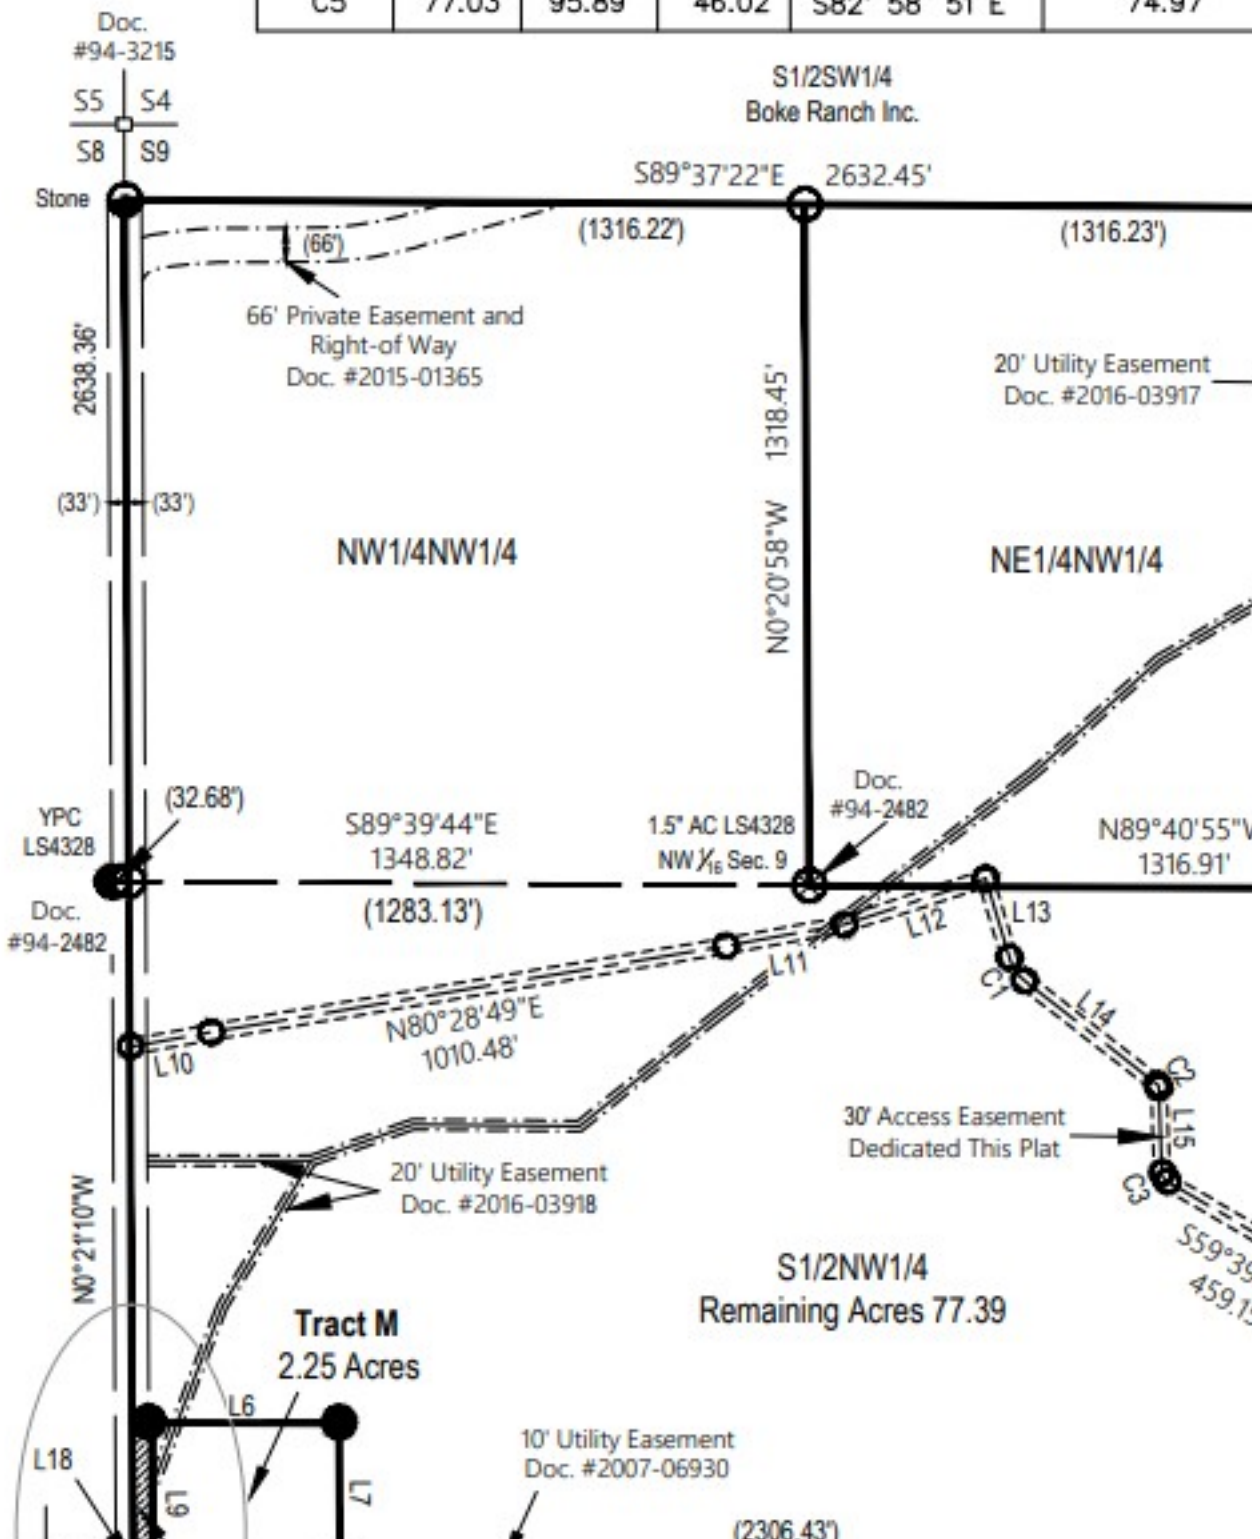 C5 77.03 95.89 46.02 S82° 58' 51"E 74.97
Doc.
#94-3215
S5 S4
S8 S9
Stone
S1/2SW1/4
Boke Ranch Inc.
S89°37'22"E 2632.45'
(1316.22')
(1316.23')
(66')
66' Private Easement and
Right-of Way
Doc. #2015-01365
2638.36'
(33') (33')
NW1/4NW1/4
1318.45'
N0°20'58"W
20' Utility Easement
Doc. #2016-03917
NE1/4NW1/4
(32.68')
YPC
LS4328
Doc.
#94-2482
S89°39'44"E
1348.82'
(1283.13')
1.5" AC LS4328
NW 1/16 Sec. 9
Doc.
#94-2482
N89°40'55"W
1316.91'
L12
L13
L11
C1
L14
N80°28'49"E
1010.48'
L10
C2
L15
C3
30' Access Easement
Dedicated This Plat
20' Utility Easement
Doc. #2016-03918
N0°21'10"W
S59°39
459.15
S1/2NW1/4
Remaining Acres 77.39
Tract M
2.25 Acres
L6
L18
L9
L7
10' Utility Easement
Doc. #2007-06930
(2306.43')